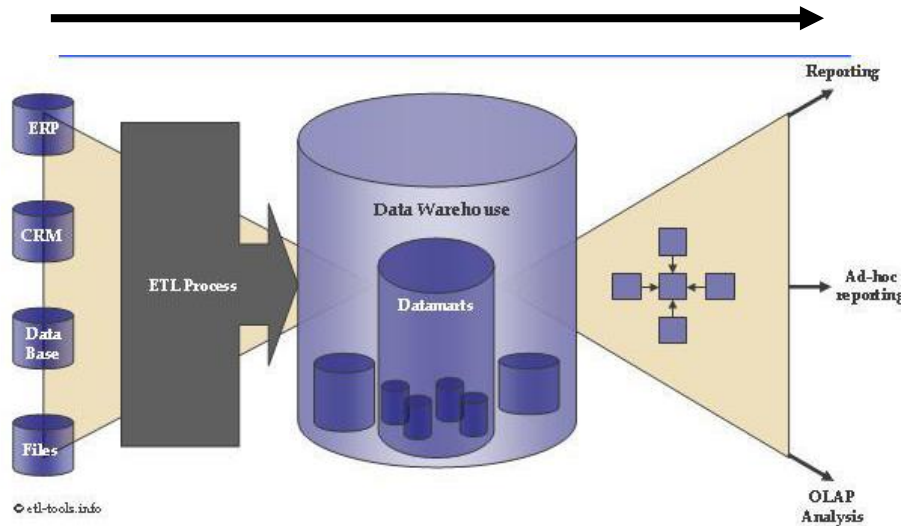 Reporting
ERP
Data Warehouse
CRM
ETL Process
Datamarts
Ad-hoc
reporting
Data
Base
Files
OLAP
Analysis
© etl-tools.info